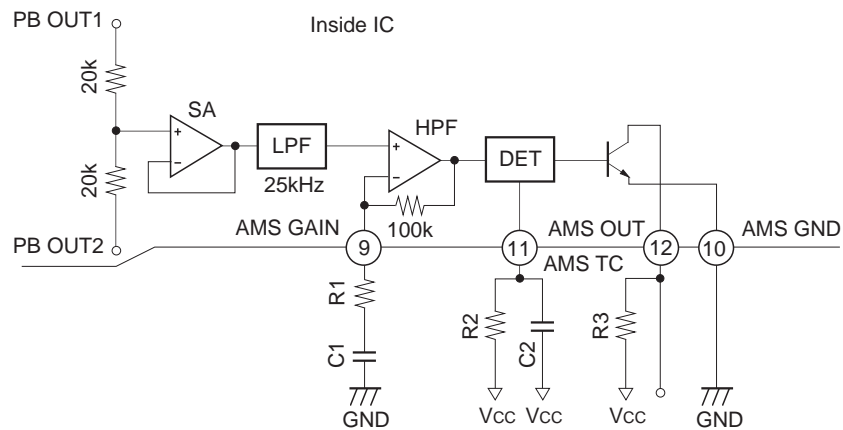 PB OUT1
Inside IC
20k
SA
+
−
LPF
25kHz
HPF
+
−
DET
20k
100k
PB OUT2
AMS GAIN
AMS OUT
AMS GND
9
11
12
10
AMS TC
R1
R2
C2
R3
C1
GND
VCC
VCC
VCC
GND